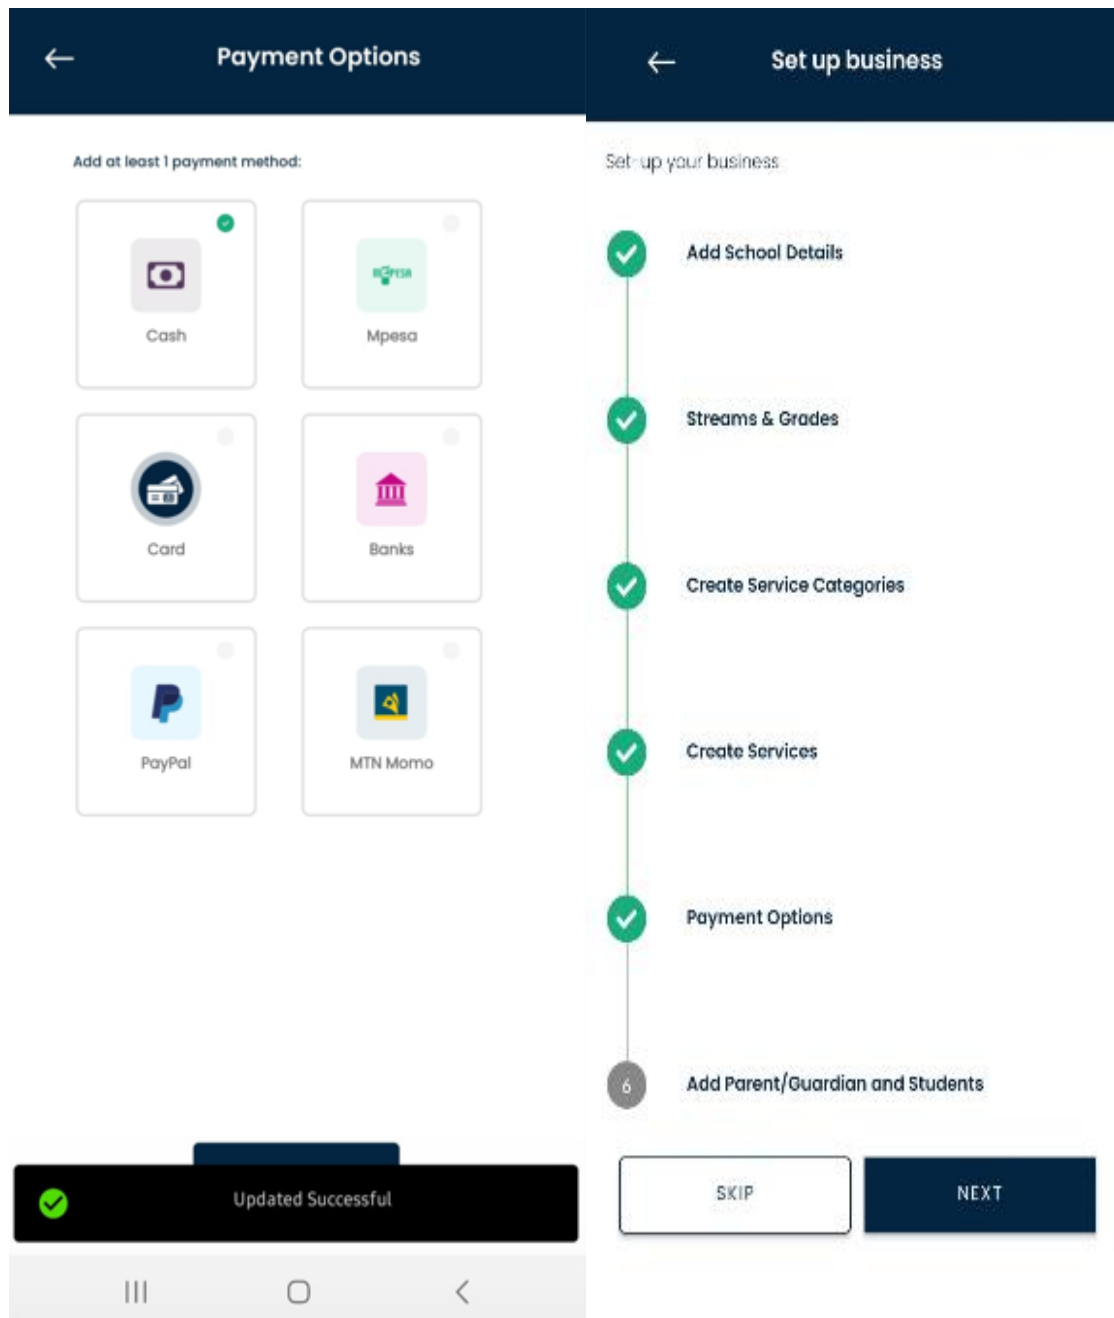 Payment Options
Add at least 1 payment method:
Cash
Mpesa
Card
Banks
PayPal
MTN Momo
Updated Successful
Set up business
Set-up your business
Add School Details
Streams & Grades
Create Service Categories
Create Services
Payment Options
6
Add Parent/Guardian and Students
SKIP
NEXT